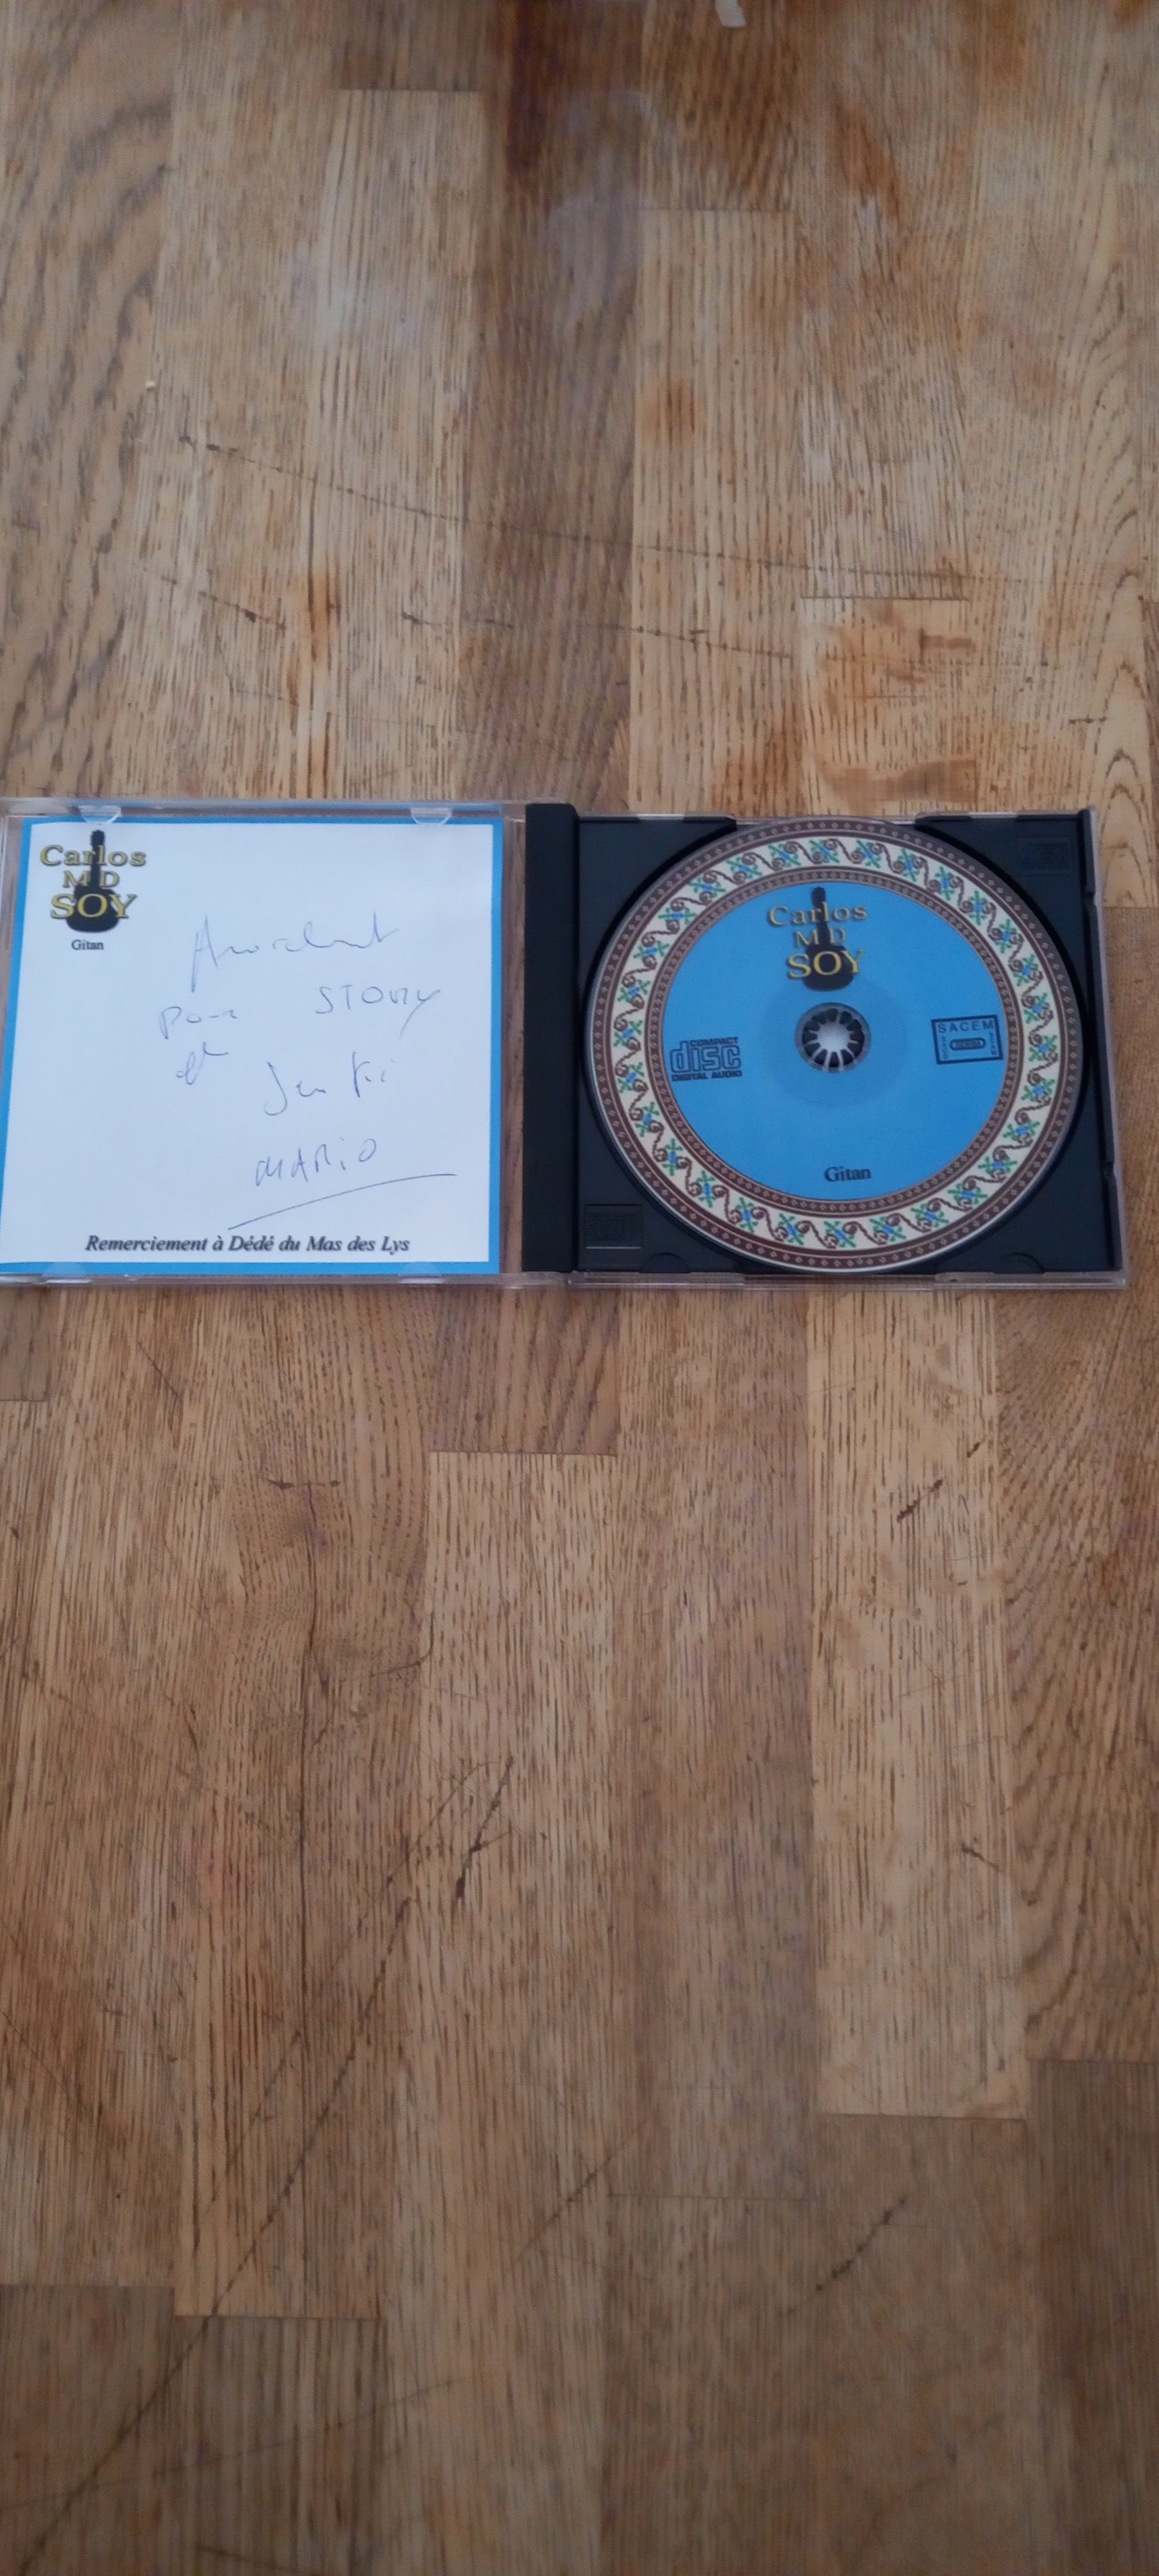 Carlos
M D
SOY
Gitan
pour STONY
et
MARIO
Remerciement à Dédé du Mas des Lys
Carlos
M D
SOY
COMPACT
disc
DIGITAL AUDIO
SACEM
Gitan